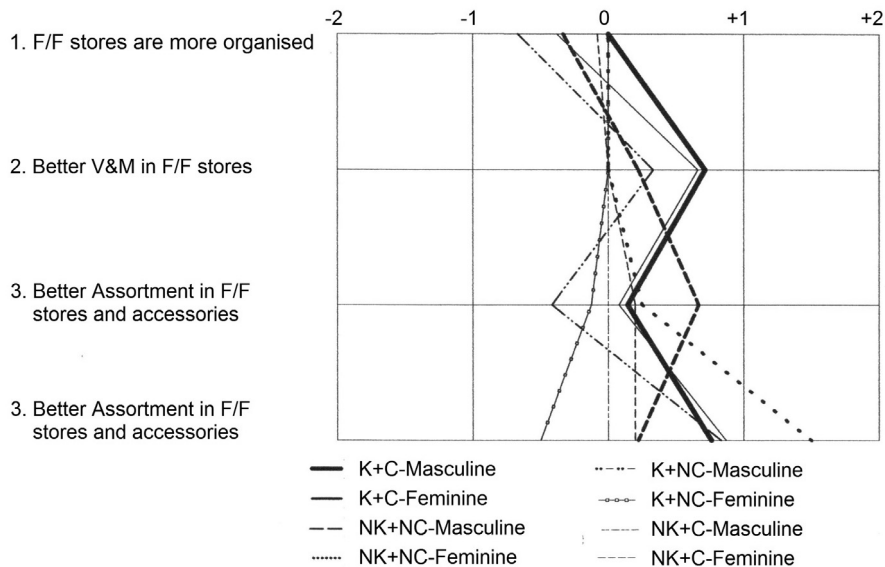 -2 -1 0 +1 +2
1. F/F stores are more organised
2. Better V&M in F/F stores
3. Better Assortment in F/F
stores and accessories
3. Better Assortment in F/F
stores and accessories
K+C-Masculine
K+C-Feminine
NK+NC-Masculine
NK+NC-Feminine
K+NC-Masculine
K+NC-Feminine
NK+C-Masculine
NK+C-Feminine